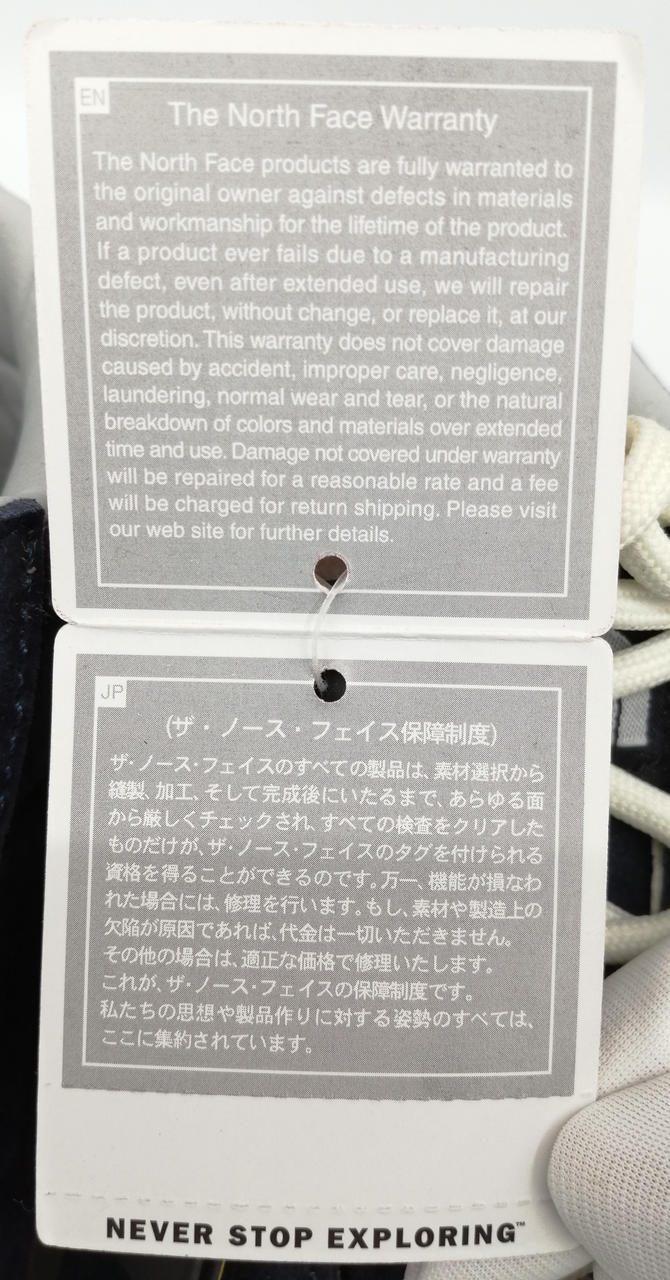 EN
The North Face Warranty
The North Face products are fully warranted to
the original owner against defects in materials
and workmanship for the lifetime of the product.
If a product ever fails due to a manufacturing
defect, even after extended use, we will repair
the product, without change, or replace it, at our
discretion. This warranty does not cover damage
caused by accident, improper care, negligence,
laundering, normal wear and tear, or the natural
breakdown of colors and materials over extended
time and use. Damage not covered under warranty
will be repaired for a reasonable rate and a fee
will be charged for return shipping. Please visit
our web site for further details.
JP
(ザ・ノース・フェイス保障制度)
ザ・ノース・フェイスのすべての製品は、素材選択から
縫製、加工、そして完成後にいたるまで、あらゆる面
から厳しくチェックされ、すべての検査をクリアした
ものだけが、ザ・ノース・フェイスのタグを付けられる
資格を得ることができるのです。万一、機能が損なわ
れた場合には、修理を行います。もし、素材や製造上の
欠陥が原因であれば、代金は一切いただきません。
その他の場合は、適正な価格で修理いたします。
これが、ザ・ノース・フェイスの保障制度です。
私たちの思想や製品作りに対する姿勢のすべては、
ここに集約されています。
NEVER STOP EXPLORING™